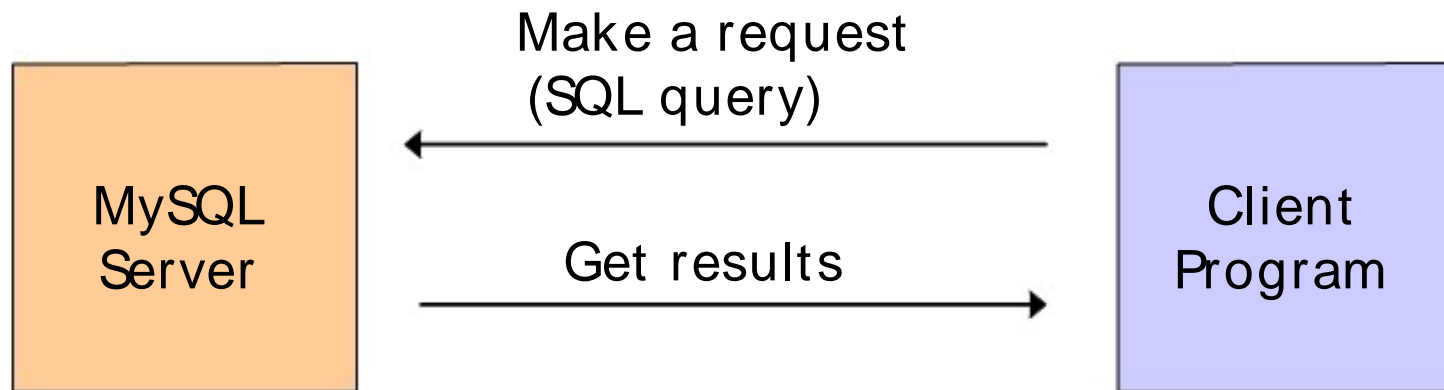 Make a request
(SQL query)
MySQL
Server
Get results
Client
Program